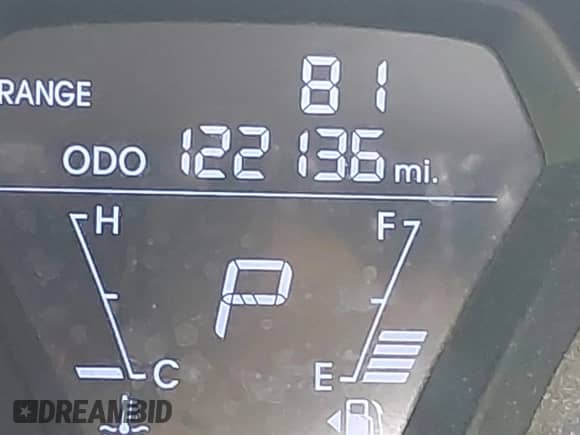 RANGE 81
ODO 122136 mi.
H F
P
C E
DREAMBID